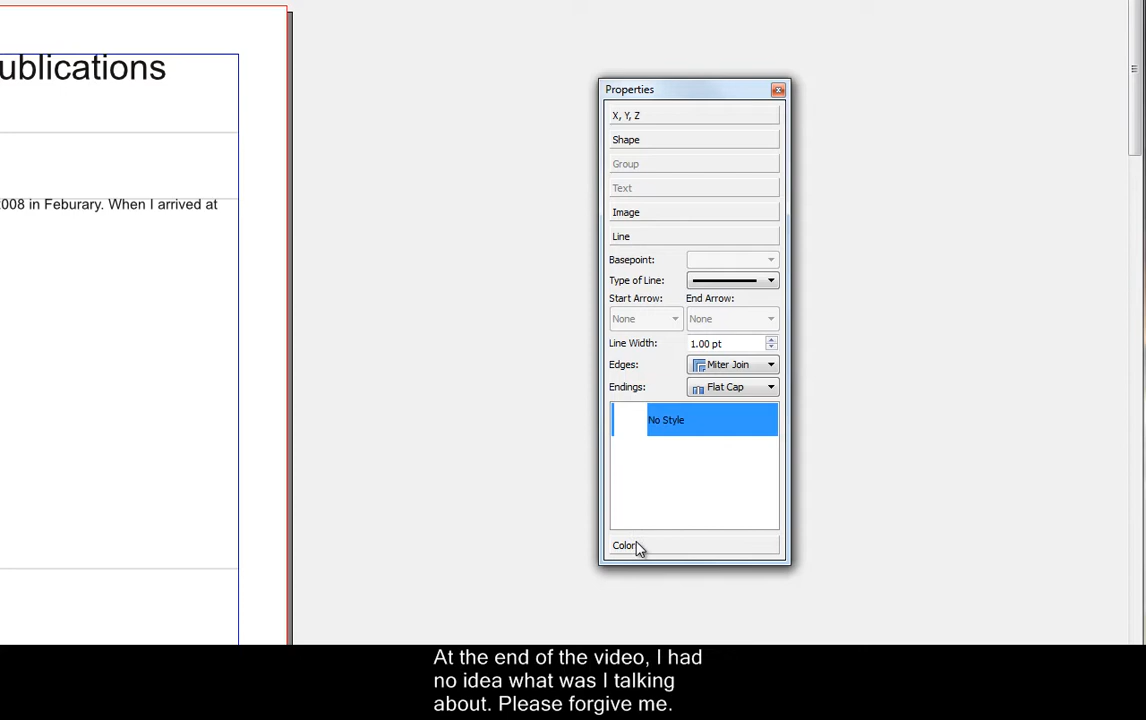 ublications
2008 in Feburary. When I arrived at
Properties
X, Y, Z
Shape
Group
Text
Image
Line
Basepoint:
Type of Line:
Start Arrow: End Arrow:
None None
Line Width: 1.00 pt
Edges: Miter Join
Endings: Flat Cap
No Style
Color
At the end of the video, I had
no idea what was I talking
about. Please forgive me.